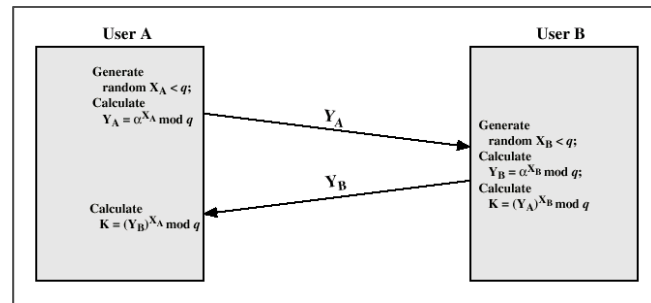 User A
User B
Generate
random X_A < q;
Calculate
Y_A = α^X_A mod q
Y_A
Generate
random X_B < q;
Calculate
Y_B = α^X_B mod q;
Calculate
K = (Y_A)^X_B mod q
Y_B
Calculate
K = (Y_B)^X_A mod q